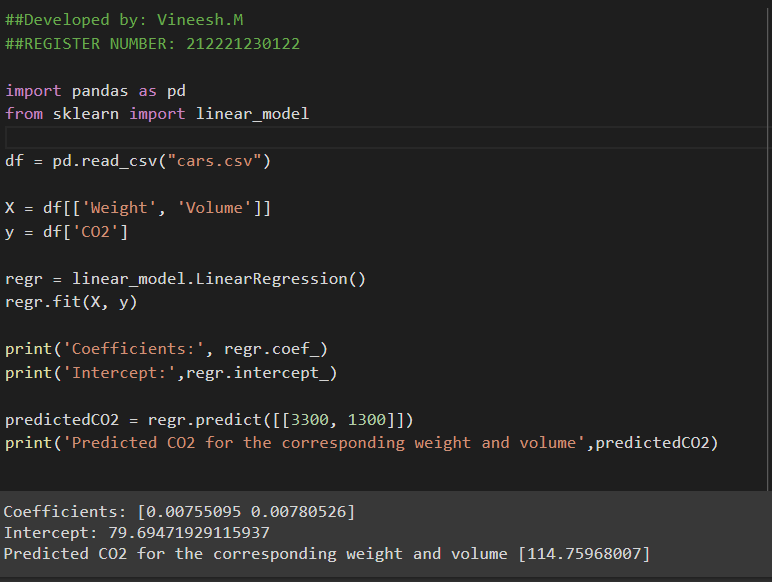 ##Developed by: Vineesh.M
##REGISTER NUMBER: 212221230122
import pandas as pd
from sklearn import linear_model
df = pd.read_csv("cars.csv")
X = df[['Weight', 'Volume']]
y = df['CO2']
regr = linear_model.LinearRegression()
regr.fit(X, y)
print('Coefficients:', regr.coef_)
print('Intercept:',regr.intercept_)
predictedCO2 = regr.predict([[3300, 1300]])
print('Predicted CO2 for the corresponding weight and volume',predictedCO2)
Coefficients: [0.00755095 0.00780526]
Intercept: 79.69471929115937
Predicted CO2 for the corresponding weight and volume [114.75968007]